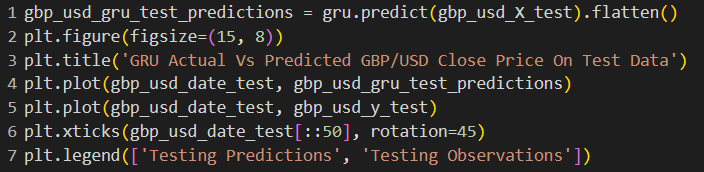 1 gbp_usd_gru_test_predictions = gru.predict(gbp_usd_X_test).flatten()
2 plt.figure(figsize=(15, 8))
3 plt.title('GRU Actual Vs Predicted GBP/USD Close Price On Test Data')
4 plt.plot(gbp_usd_date_test, gbp_usd_gru_test_predictions)
5 plt.plot(gbp_usd_date_test, gbp_usd_y_test)
6 plt.xticks(gbp_usd_date_test[::50], rotation=45)
7 plt.legend(['Testing Predictions', 'Testing Observations'])